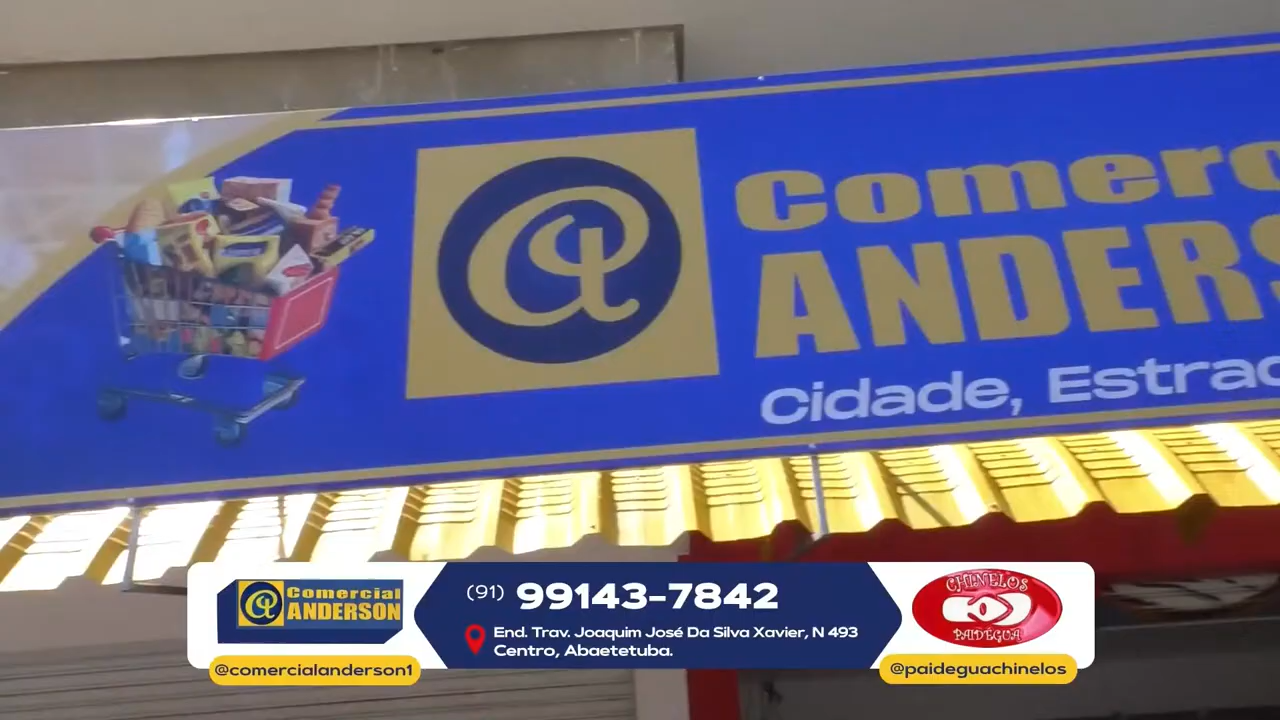 Comerc
ANDERS
Cidade, Estrad
Comercial
ANDERSON
@comercialanderson1
(91) 99143-7842
End. Trav. Joaquim José Da Silva Xavier, N 493
Centro, Abaetetuba.
CHINELOS
PAIDÉGUA
@paideguachinelos